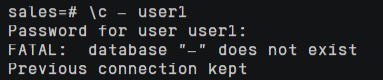 sales=# \c – user1
Password for user user1:
FATAL:  database "–" does not exist
Previous connection kept